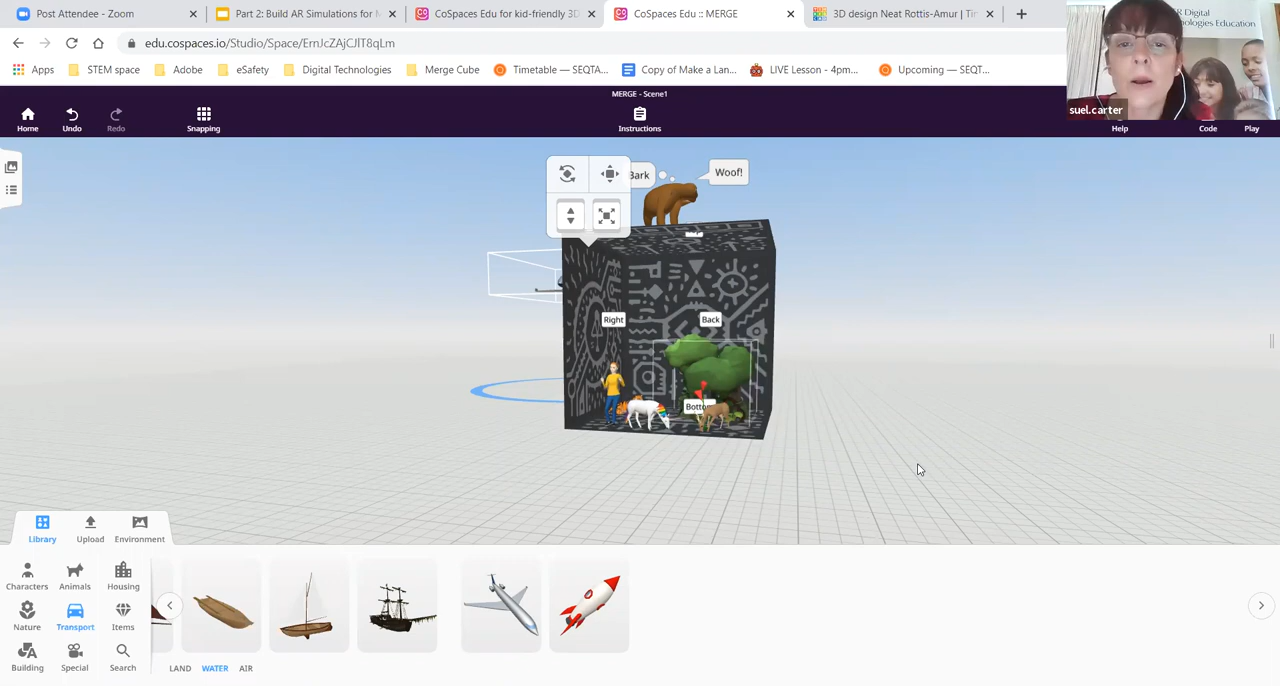 Post Attendee - Zoom
Part 2: Build AR Simulations for M
CoSpaces Edu for kid-friendly 3D
CoSpaces Edu :: MERGE
3D design Neat Rottis-Amur | Tin
edu.cospaces.io/Studio/Space/ErnJcZAjCJlT8qLm
Apps
STEM space
Adobe
eSafety
Digital Technologies
Merge Cube
Timetable — SEQTA...
Copy of Make a Lan...
LIVE Lesson - 4pm...
Upcoming — SEQT...
R Digital
nologies Education
suel.carter
MERGE - Scene1
Home
Undo
Redo
Snapping
Instructions
Help
Code
Play
Bark
Woof!
Right
Back
Library
Upload
Environment
Characters
Animals
Housing
Nature
Transport
Items
Building
Special
Search
LAND
WATER
AIR